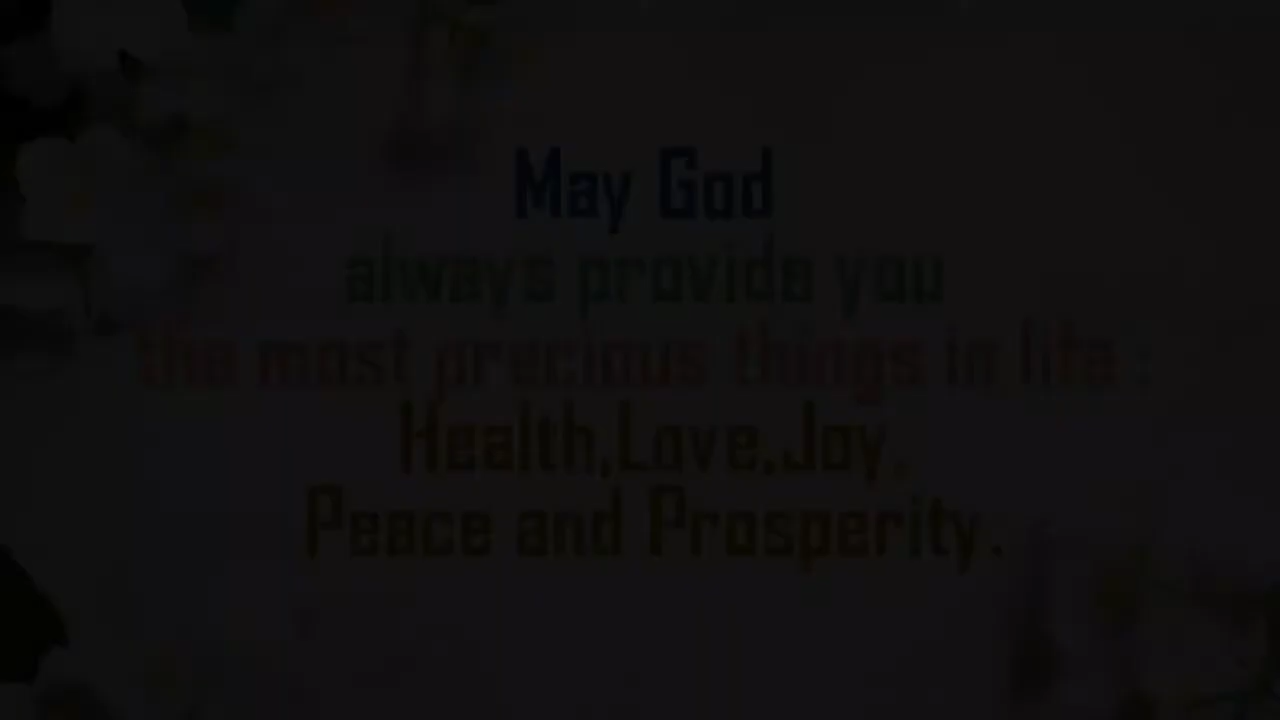 May God
always provide you
the most precious things in life :
Health,Love,Joy,
Peace and Prosperity.